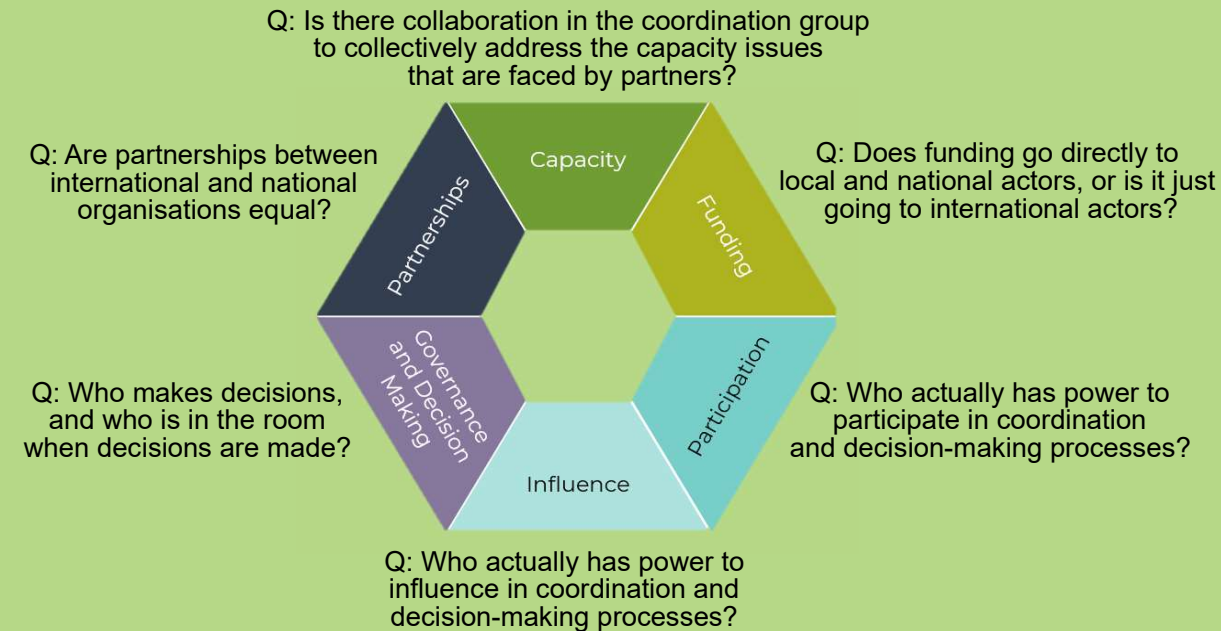 Q: Is there collaboration in the coordination group
to collectively address the capacity issues
that are faced by partners?
Capacity
Q: Are partnerships between
international and national
organisations equal?
Partnerships
Funding
Q: Does funding go directly to
local and national actors, or is it just
going to international actors?
Q: Who makes decisions,
and who is in the room
when decisions are made?
Governance
and Decision
Making
Participation
Q: Who actually has power to
participate in coordination
and decision-making processes?
Influence
Q: Who actually has power to
influence in coordination and
decision-making processes?